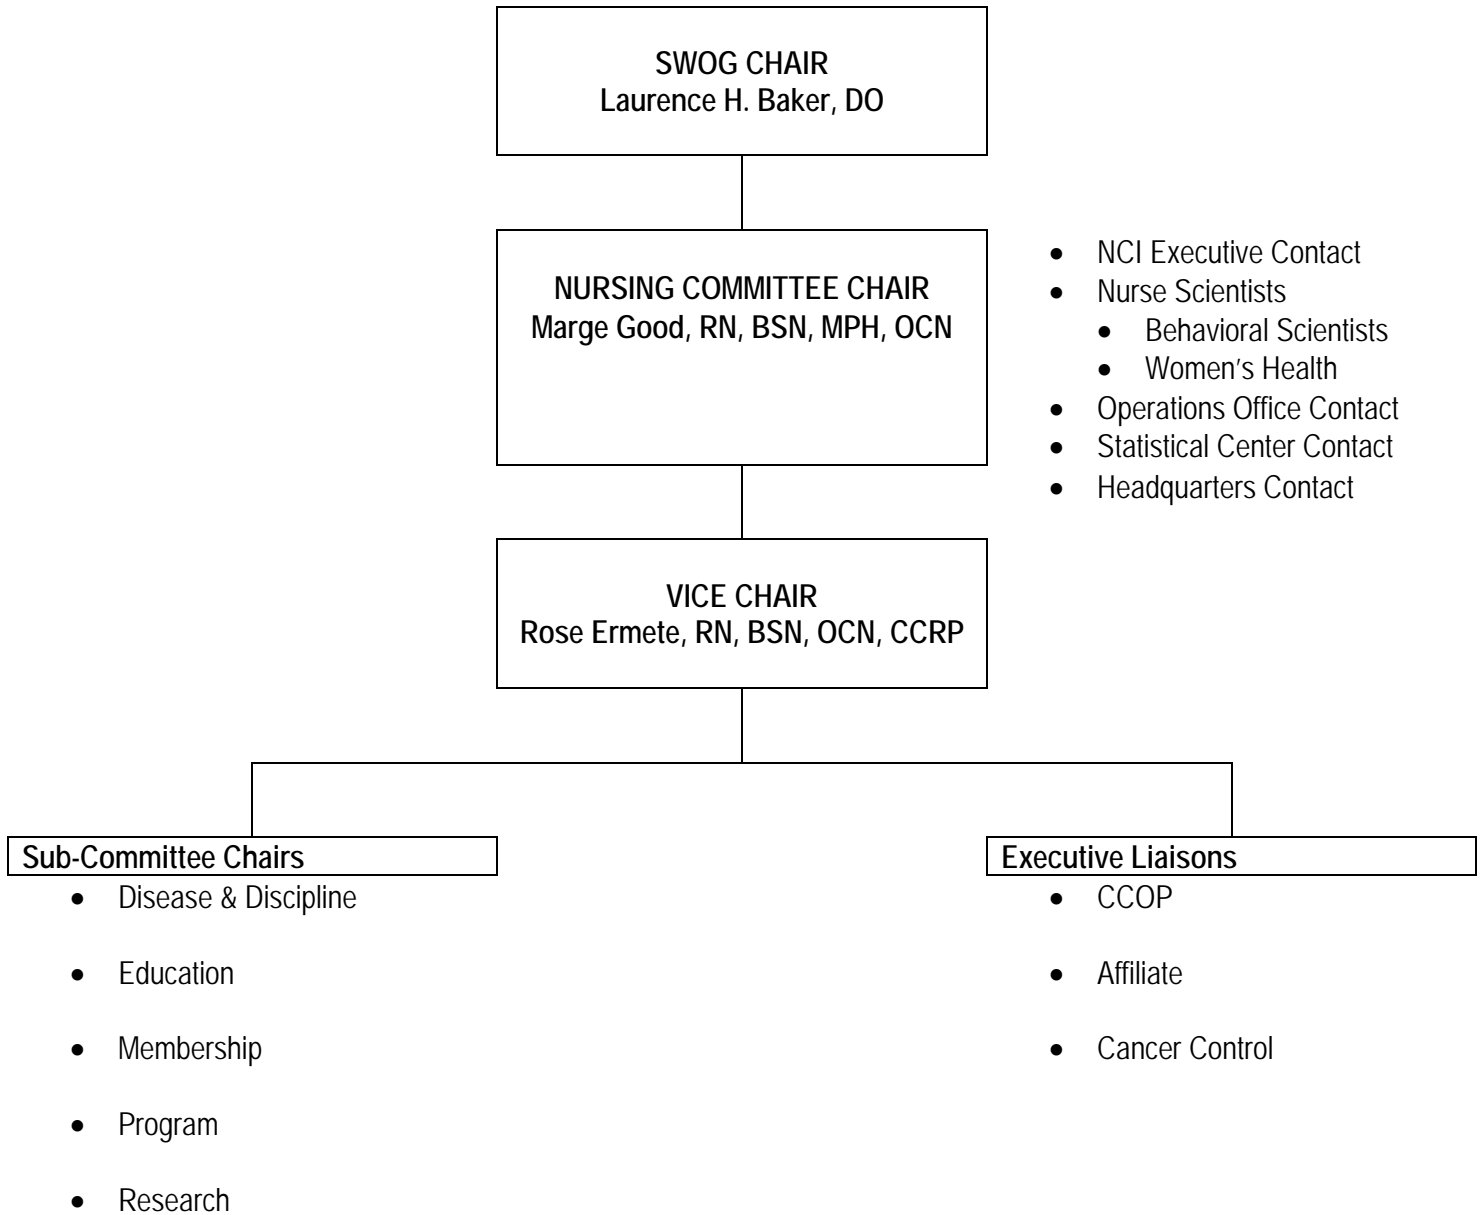 SWOG CHAIR
Laurence H. Baker, DO
NURSING COMMITTEE CHAIR
Marge Good, RN, BSN, MPH, OCN
• NCI Executive Contact
• Nurse Scientists
• Behavioral Scientists
• Women’s Health
• Operations Office Contact
• Statistical Center Contact
• Headquarters Contact
VICE CHAIR
Rose Ermete, RN, BSN, OCN, CCRP
Sub-Committee Chairs
• Disease & Discipline
• Education
• Membership
• Program
• Research
Executive Liaisons
• CCOP
• Affiliate
• Cancer Control